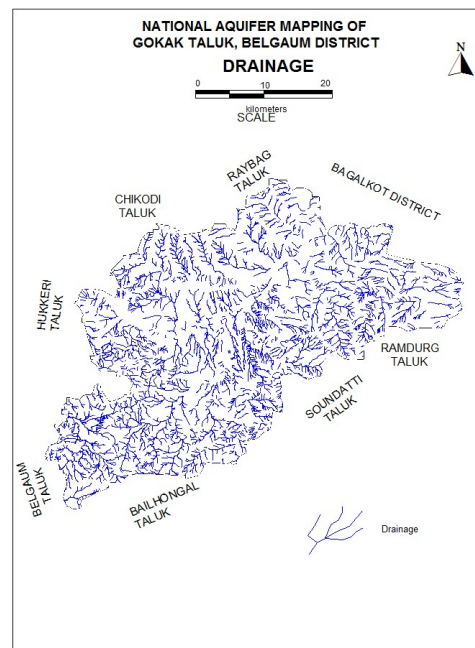 NATIONAL AQUIFER MAPPING OF
GOKAK TALUK, BELGAUM DISTRICT
DRAINAGE
N
0 10 20
kilometers
SCALE
RAYBAG
TALUK
BAGALKOT DISTRICT
CHIKODI
TALUK
HUKKERI
TALUK
RAMDURG
TALUK
SOUNDATTI
TALUK
BELGAUM
TALUK
BAILHONGAL
TALUK
Drainage